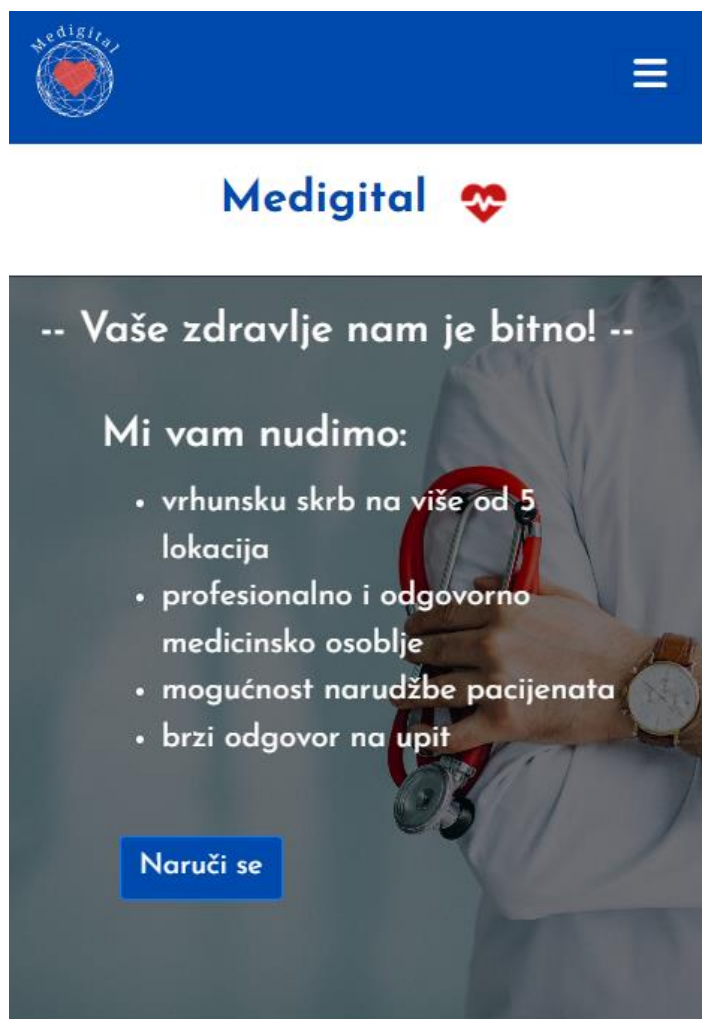 Medigital
Medigital
-- Vaše zdravlje nam je bitno! --
Mi vam nudimo:
• vrhunsku skrb na više od 5
lokacija
• profesionalno i odgovorno
medicinsko osoblje
• mogućnost narudžbe pacijenata
• brzi odgovor na upit
Naruči se